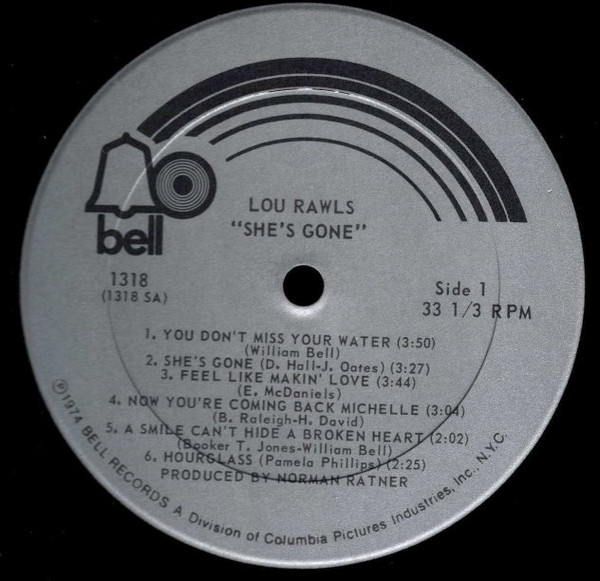 bell
LOU RAWLS
"SHE'S GONE"
1318
(1318 SA)
Side 1
33 1/3 RPM
1. YOU DON'T MISS YOUR WATER (3:50)
(William Bell)
2. SHE'S GONE (D. Hall-J. Oates) (3:27)
3. FEEL LIKE MAKIN' LOVE (3:44)
(E. McDaniels)
4. NOW YOU'RE COMING BACK MICHELLE (3:04)
(B. Raleigh-H. David)
5. A SMILE CAN'T HIDE A BROKEN HEART (2:02)
(Booker T. Jones-William Bell)
6. HOURGLASS (Pamela Phillips) (2:25)
PRODUCED BY NORMAN RATNER
℗1974 BELL RECORDS A Division of Columbia Pictures Industries, Inc., N.Y.C.